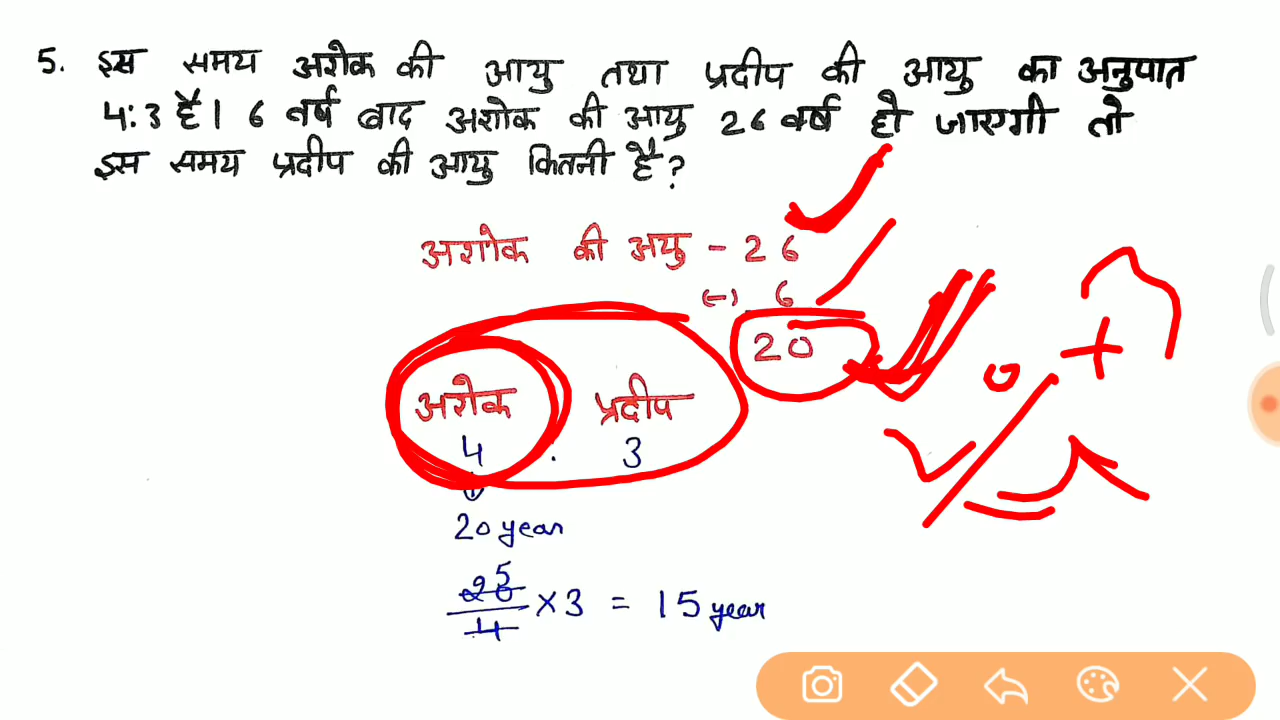 5. इस समय अशोक की आयु तथा प्रदीप की आयु का अनुपात
4:3 है। 6 वर्ष बाद अशोक की आयु 26 वर्ष हो जाएगी तो
इस समय प्रदीप की आयु कितनी है?
अशोक की अयु - 26
(-) 6
20
अशोक प्रदीप
4 : 3
20 year
20 5
/4 × 3 = 15 year